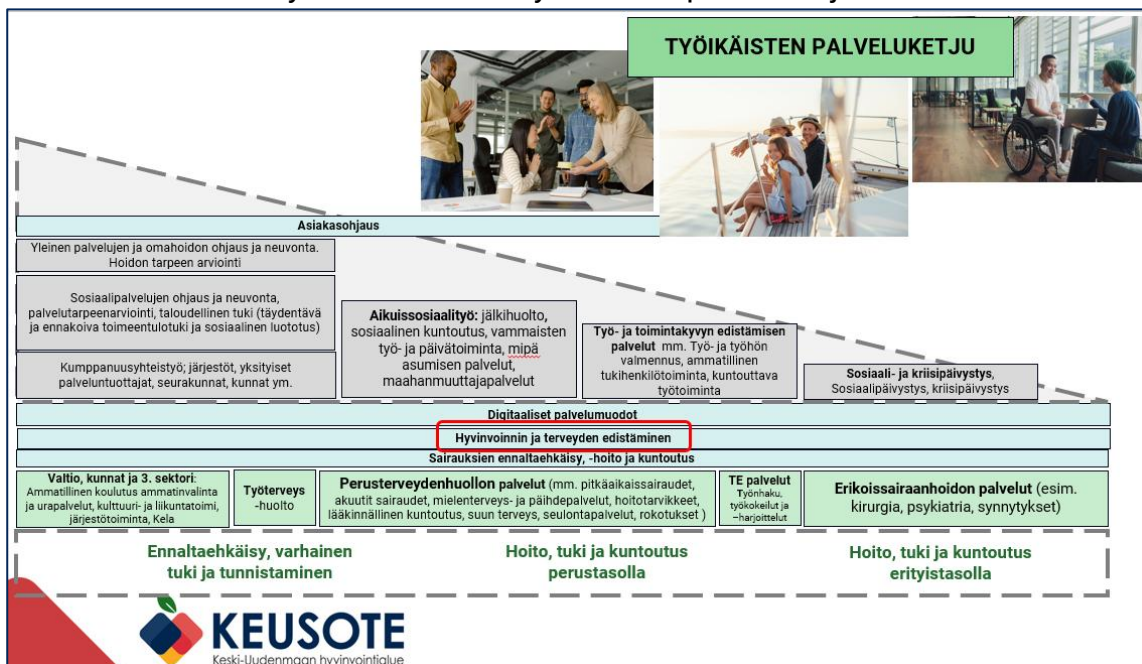 TYÖIKÄISTEN PALVELUKETJU
Asiakasohjaus
Yleinen palvelujen ja omahoidon ohjaus ja neuvonta.
Hoidon tarpeen arviointi
Sosiaalipalvelujen ohjaus ja neuvonta,
palvelutarpeenarviointi, taloudellinen tuki (täydentävä
ja ennakoiva toimeentulotuki ja sosiaalinen luototus)
Kumppanuusyhteistyö; järjestöt, yksityiset
palveluntuottajat, seurakunnat, kunnat ym.
Aikuissosiaalityö: jälkihuolto,
sosiaalinen kuntoutus, vammaisten
työ- ja päivätoiminta, mipä
asumisen palvelut,
maahanmuuttajapalvelut
Työ- ja toimintakyvyn edistämisen
palvelut mm. Työ- ja työhön
valmennus, ammatillinen
tukihenkilötoiminta, kuntouttava
työtoiminta
Sosiaali- ja kriisipäivystys,
Sosiaalipäivystys, kriisipäivystys
Digitaaliset palvelumuodot
Hyvinvoinnin ja terveyden edistäminen
Sairauksien ennaltaehkäisy, -hoito ja kuntoutus
Valtio, kunnat ja 3. sektori:
Ammatillinen koulutus ammatinvalinta
ja urapalvelut, kulttuuri- ja liikuntatoimi,
järjestötoiminta, Kela
Työterveys
-huolto
Perusterveydenhuollon palvelut (mm. pitkäaikaissairaudet,
akuutit sairaudet, mielenterveys- ja päihdepalvelut, hoitotarvikkeet,
lääkinnällinen kuntoutus, suun terveys, seulontapalvelut, rokotukset )
TE palvelut
Työnhaku,
työkokeilut ja
–harjoittelut
Erikoissairaanhoidon palvelut (esim.
kirurgia, psykiatria, synnytykset)
Ennaltaehkäisy, varhainen
tuki ja tunnistaminen
Hoito, tuki ja kuntoutus
perustasolla
Hoito, tuki ja kuntoutus
erityistasolla
KEUSOTE
Keski-Uudenmaan hyvinvointialue